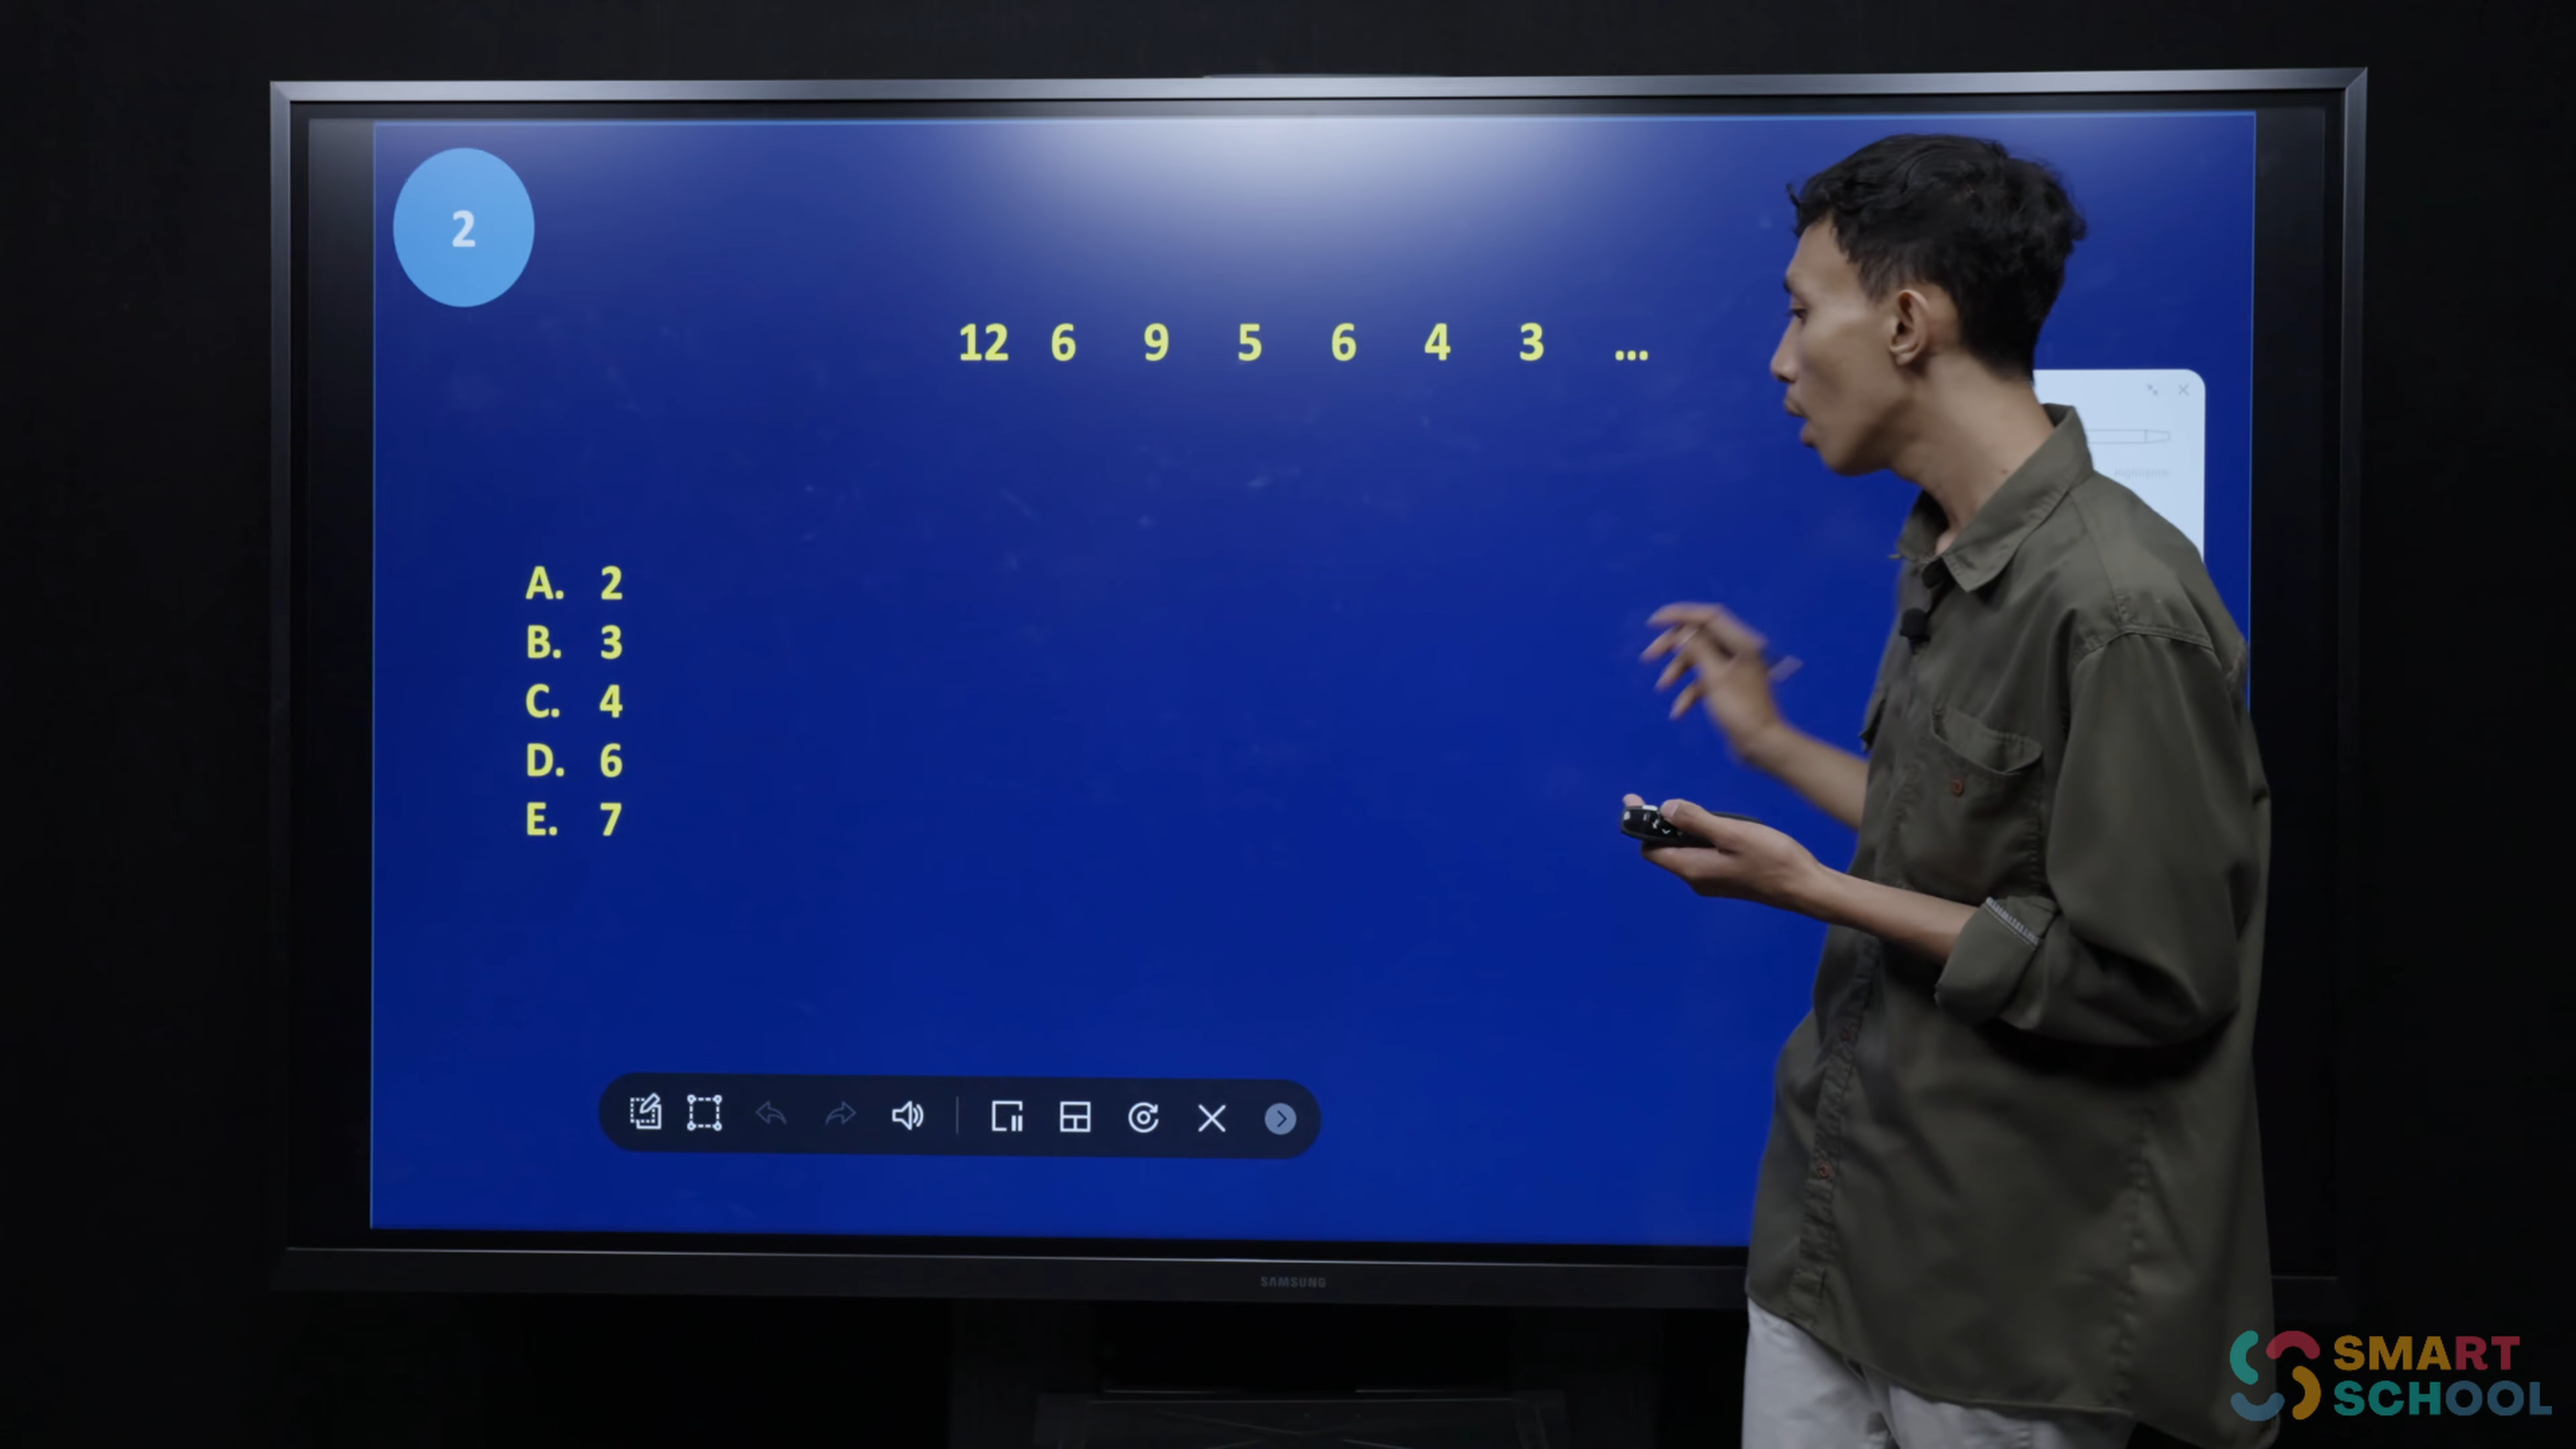 2
12 6 9 5 6 4 3 ...
A. 2
B. 3
C. 4
D. 6
E. 7
SAMSUNG
SMART
SCHOOL